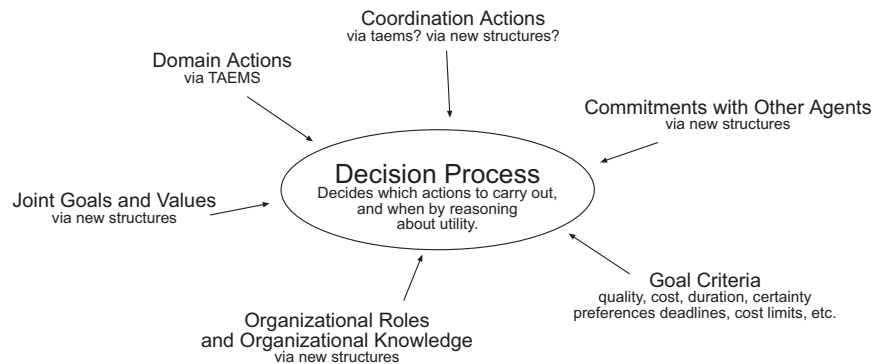 Coordination Actions
via taems? via new structures?
Domain Actions
via TAEMS
Commitments with Other Agents
via new structures
Decision Process
Decides which actions to carry out,
and when by reasoning
about utility.
Joint Goals and Values
via new structures
Goal Criteria
quality, cost, duration, certainty
preferences deadlines, cost limits, etc.
Organizational Roles
and Organizational Knowledge
via new structures